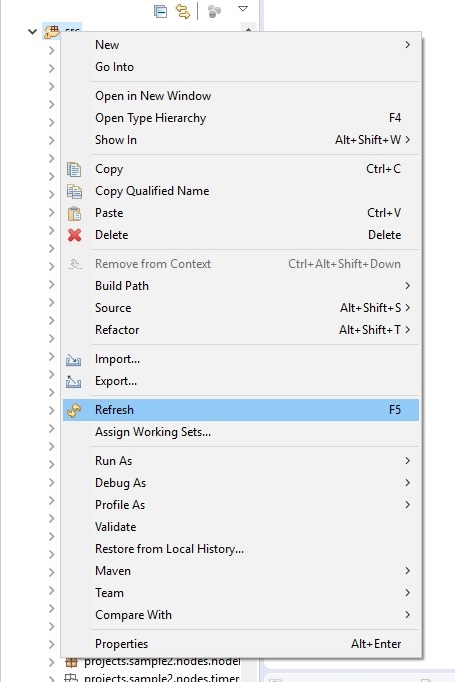 src
New
Go Into
Open in New Window
Open Type Hierarchy F4
Show In Alt+Shift+W
Copy Ctrl+C
Copy Qualified Name
Paste Ctrl+V
Delete Delete
Remove from Context Ctrl+Alt+Shift+Down
Build Path
Source Alt+Shift+S
Refactor Alt+Shift+T
Import...
Export...
Refresh F5
Assign Working Sets...
Run As
Debug As
Profile As
Validate
Restore from Local History...
Maven
Team
Compare With
Properties Alt+Enter
projects.sample2.nodes.nodeI
projects.sample2.nodes.timer